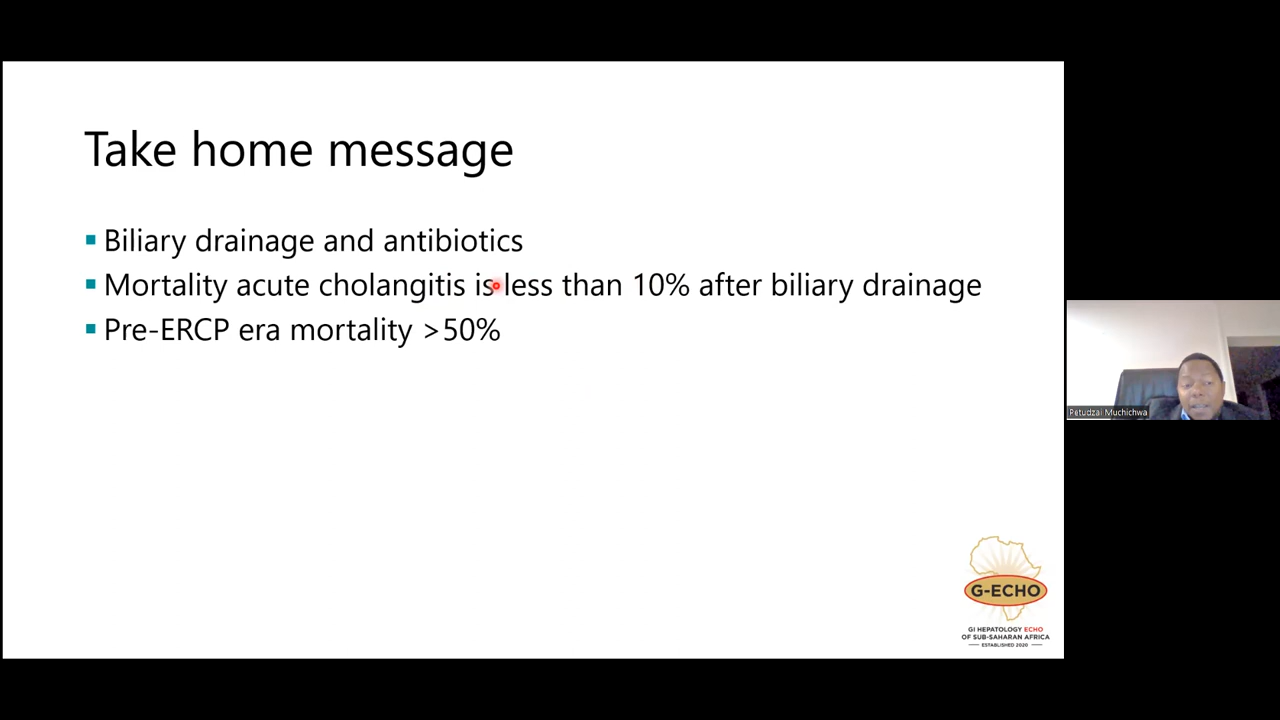 Take home message
Biliary drainage and antibiotics
Mortality acute cholangitis is less than 10% after biliary drainage
Pre-ERCP era mortality >50%
Petudzai Muchichwa
G-ECHO
GI HEPATOLOGY ECHO
OF SUB-SAHARAN AFRICA
ESTABLISHED 2020